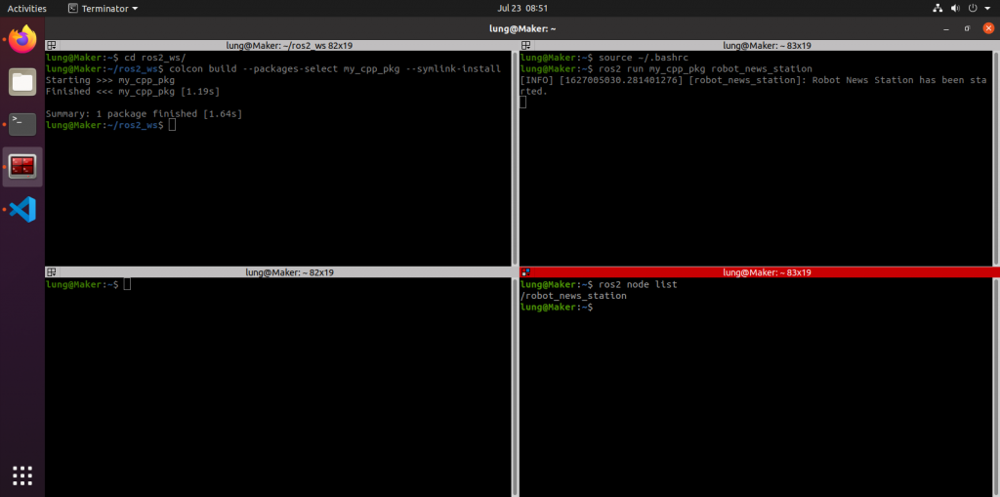 Activities
Terminator
Jul 23 08:51
lung@Maker: ~
lung@Maker: ~/ros2_ws 82x19
lung@Maker:~$ cd ros2_ws/
lung@Maker:~/ros2_ws$ colcon build --packages-select my_cpp_pkg --symlink-install
Starting >>> my_cpp_pkg
Finished <<< my_cpp_pkg [1.19s]
Summary: 1 package finished [1.64s]
lung@Maker:~/ros2_ws$
lung@Maker: ~ 83x19
lung@Maker:~$ source ~/.bashrc
lung@Maker:~$ ros2 run my_cpp_pkg robot_news_station
[INFO] [1627005030.281401276] [robot_news_station]: Robot News Station has been sta
rted.
lung@Maker: ~ 82x19
lung@Maker:~$
lung@Maker: ~ 83x19
lung@Maker:~$ ros2 node list
/robot_news_station
lung@Maker:~$